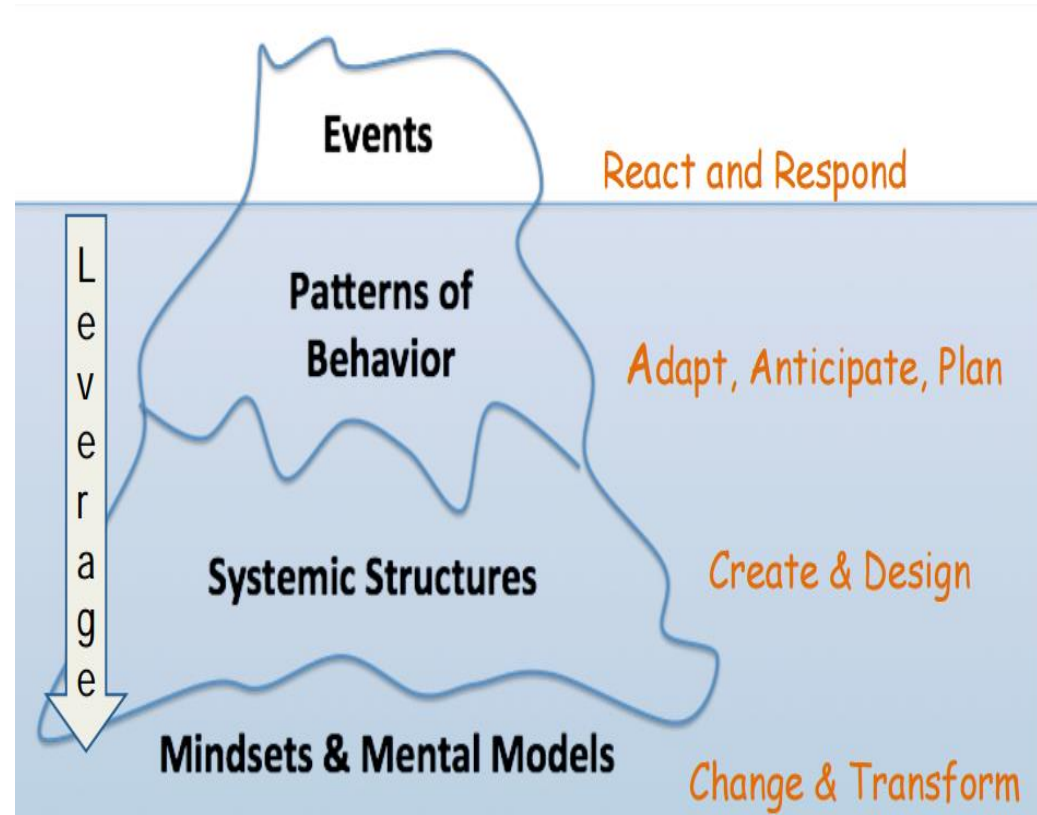 Events
React and Respond
Leverage
Patterns of
Behavior
Adapt, Anticipate, Plan
Systemic Structures
Create & Design
Mindsets & Mental Models
Change & Transform